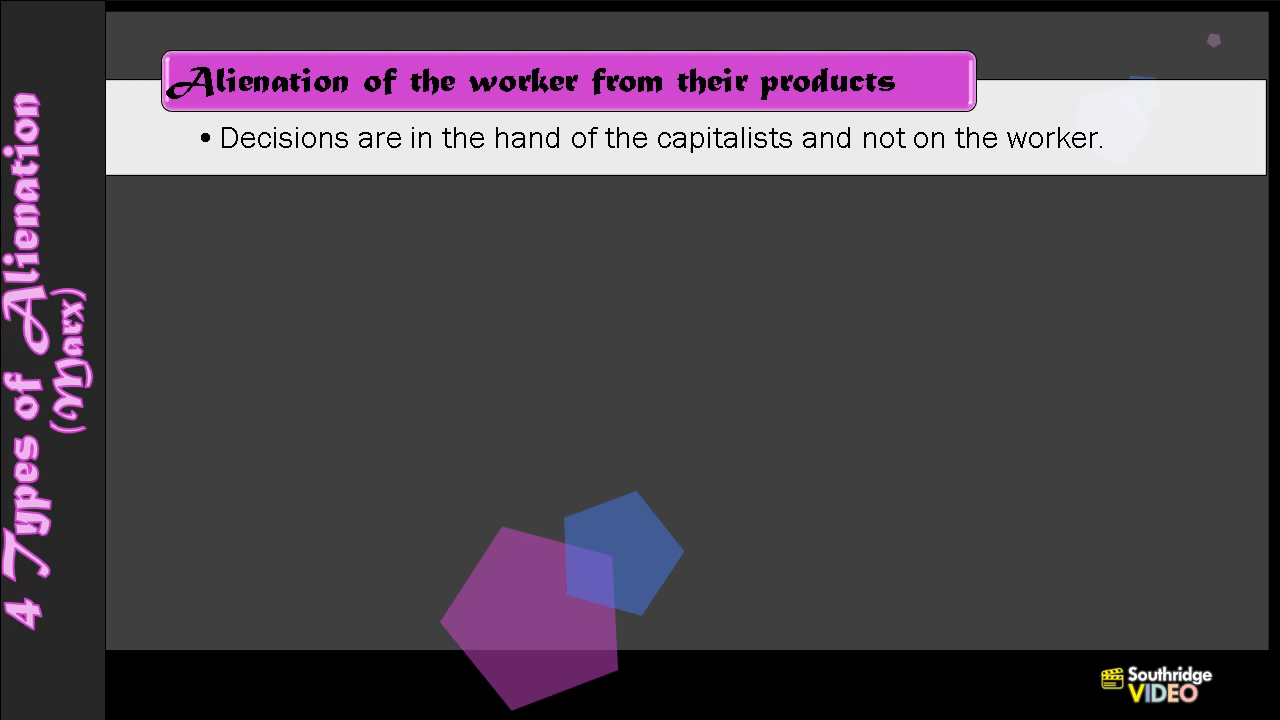 4 Types of Alienation
(Marx)
Alienation of the worker from their products
• Decisions are in the hand of the capitalists and not on the worker.
Southridge
VIDEO